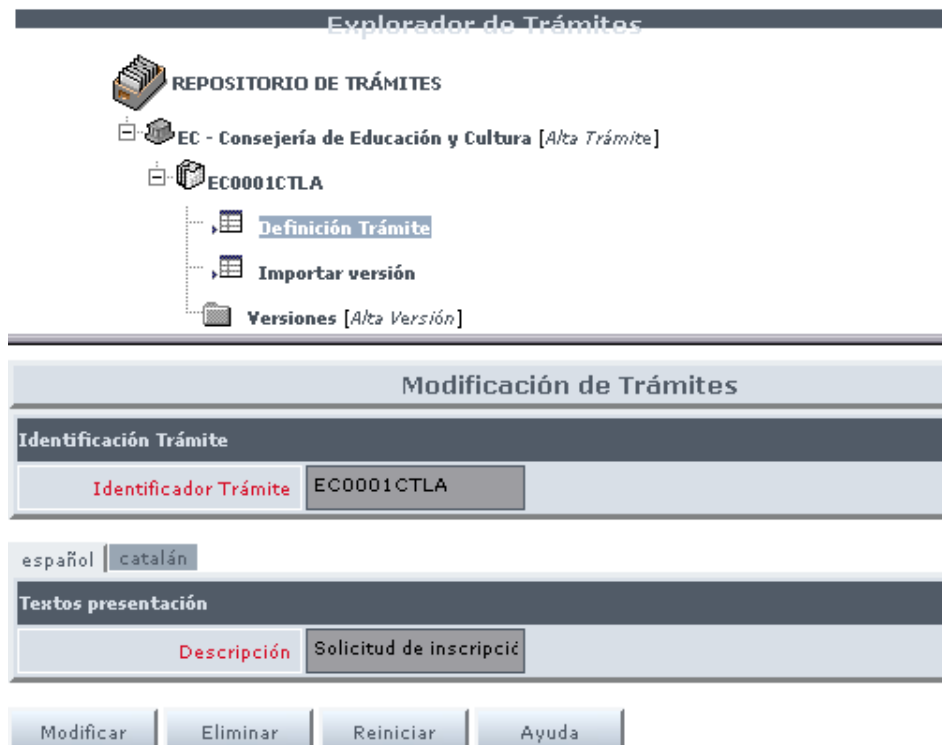 Explorador de Trámites
REPOSITORIO DE TRÁMITES
EC - Consejería de Educación y Cultura [Alta Trámite]
EC0001CTLA
Definición Trámite
Importar versión
Versiones [Alta Versión]
Modificación de Trámites
Identificación Trámite
Identificador Trámite EC0001CTLA
español catalán
Textos presentación
Descripción Solicitud de inscripció
Modificar Eliminar Reiniciar Ayuda